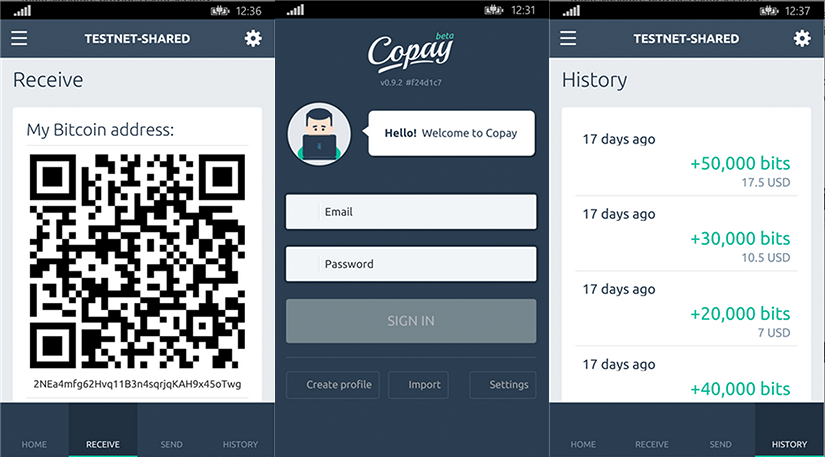 12:36
TESTNET-SHARED
Receive
My Bitcoin address:
2NEa4mfg62Hvq11B3n4sqrjqKAH9x45oTwg
HOME
RECEIVE
SEND
HISTORY
12:31
Copay
beta
v0.9.2 #f24d1c7
Hello! Welcome to Copay
Email
Password
SIGN IN
Create profile
Import
Settings
12:37
TESTNET-SHARED
History
17 days ago
+50,000 bits
17.5 USD
17 days ago
+30,000 bits
10.5 USD
17 days ago
+20,000 bits
7 USD
17 days ago
+40,000 bits
HOME
RECEIVE
SEND
HISTORY